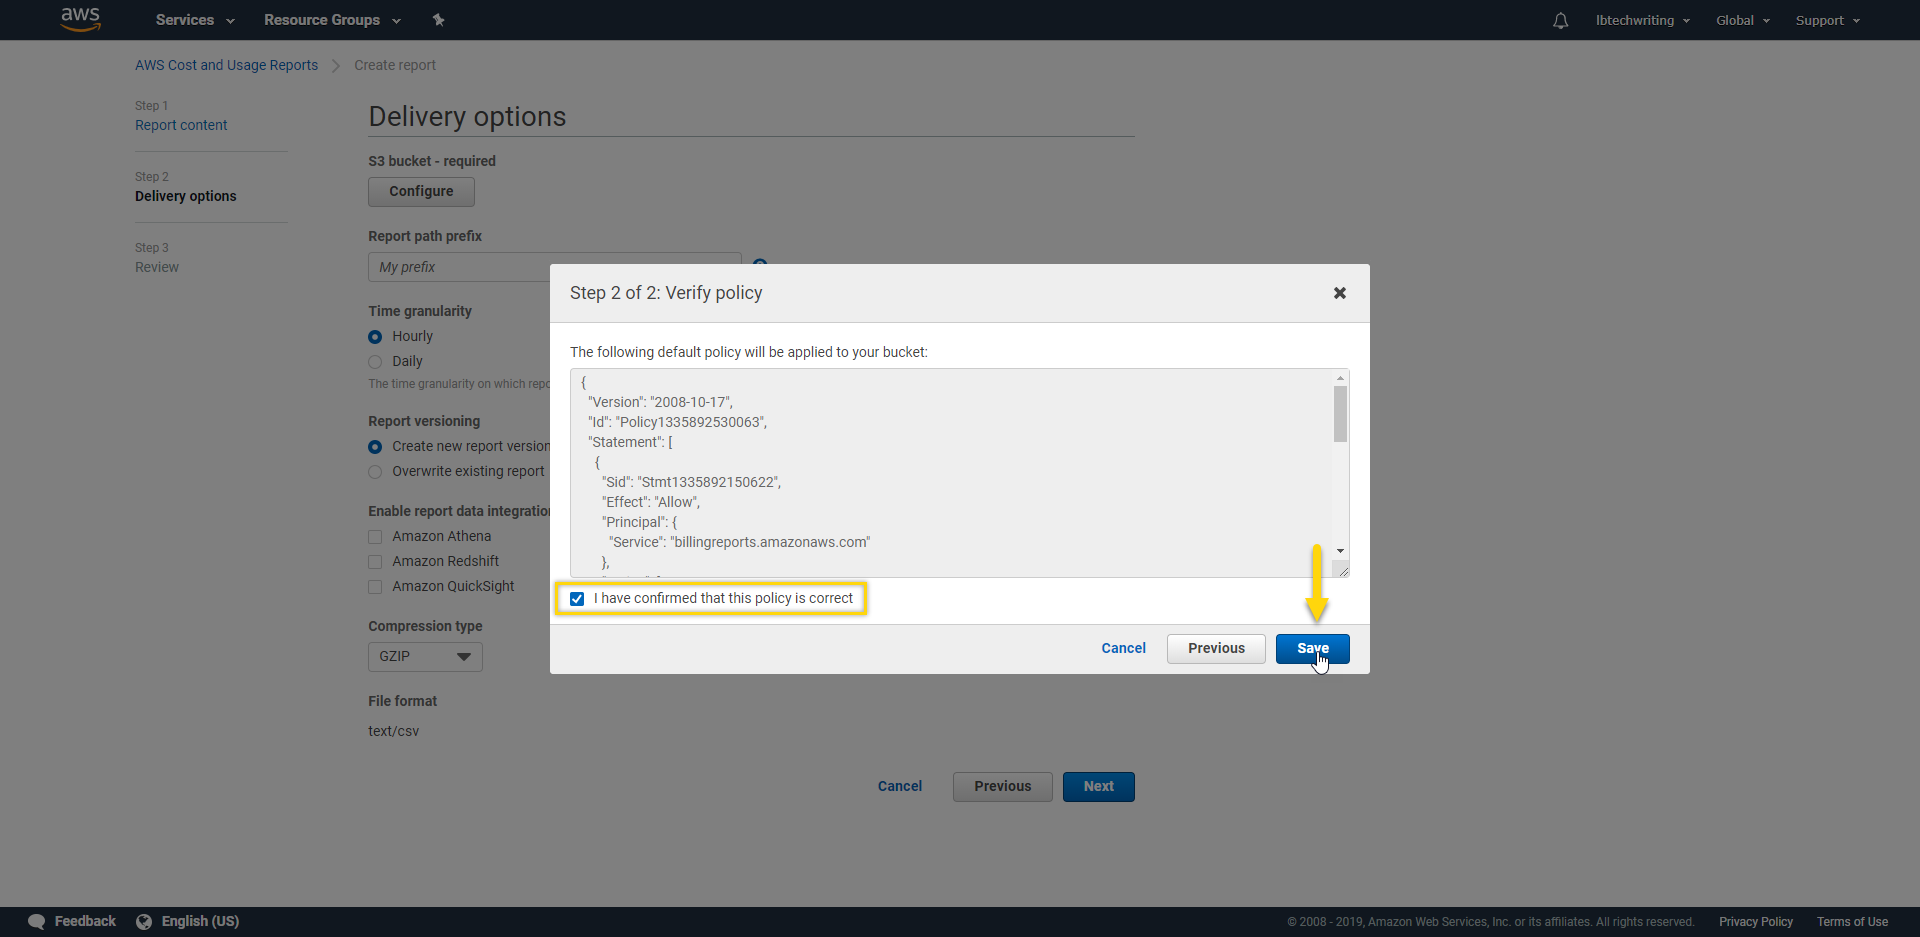 aws
Services
Resource Groups
lbtechwriting
Global
Support
AWS Cost and Usage Reports
Create report
Step 1
Report content
Step 2
Delivery options
Step 3
Review
Delivery options
S3 bucket - required
Configure
Report path prefix
My prefix
Time granularity
Hourly
Daily
The time granularity on which repo
Report versioning
Create new report version
Overwrite existing report
Enable report data integration
Amazon Athena
Amazon Redshift
Amazon QuickSight
Compression type
GZIP
File format
text/csv
Cancel
Previous
Next
Step 2 of 2: Verify policy
The following default policy will be applied to your bucket:
{
"Version": "2008-10-17",
"Id": "Policy1335892530063",
"Statement": [
{
"Sid": "Stmt1335892150622",
"Effect": "Allow",
"Principal": {
"Service": "billingreports.amazonaws.com"
},
I have confirmed that this policy is correct
Cancel
Previous
Save
Feedback
English (US)
© 2008 - 2019, Amazon Web Services, Inc. or its affiliates. All rights reserved.
Privacy Policy
Terms of Use